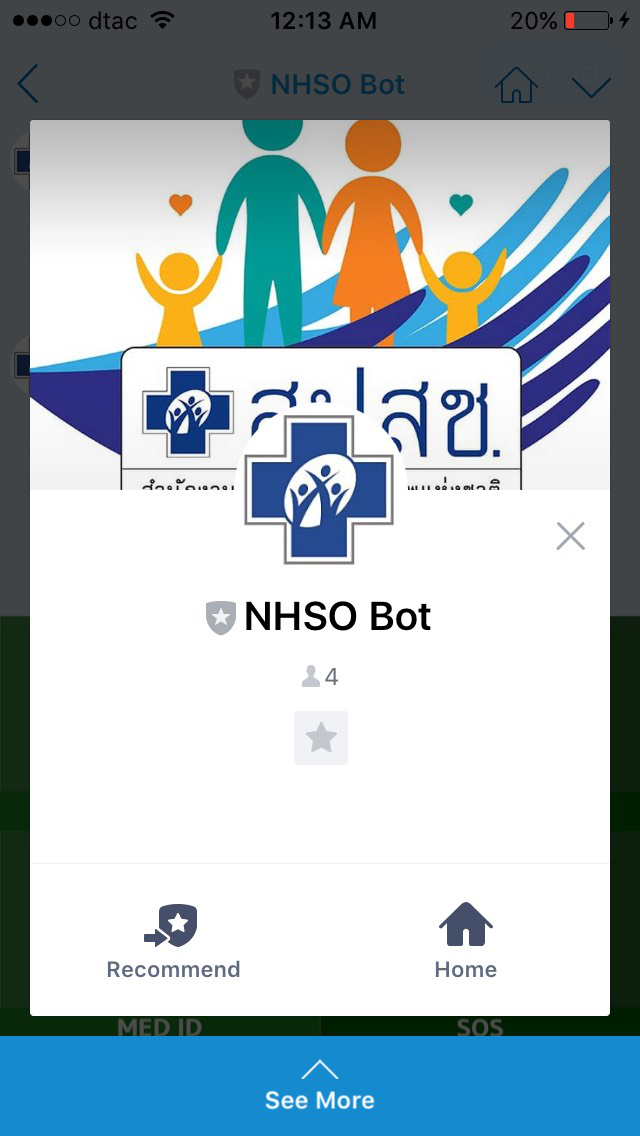 dtac 12:13 AM 20%
NHSO Bot
NHSO Bot
4
Recommend Home
MED ID SOS
See More